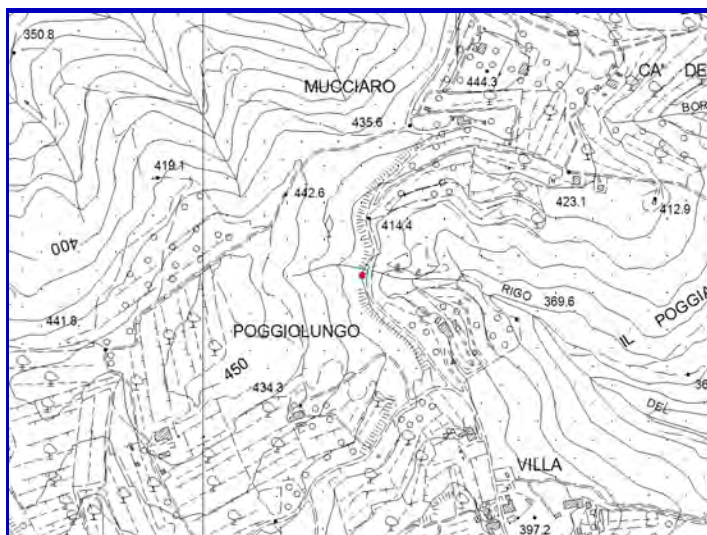 350.8
MUCCIARO
444.3
CA' DE
BOR
435.6
419.1
442.6
423.1
412.9
414.4
400
RIGO
369.6
IL POGGIA
441.8
POGGIOLUNGO
450
434.3
36
DEL
VILLA
397.2